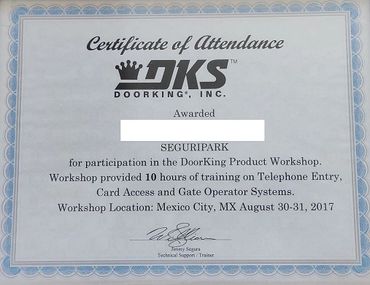 Certificate of Attendance
DKS™
DOORKING®, INC.
Awarded
SEGURIPARK
for participation in the DoorKing Product Workshop.
Workshop provided 10 hours of training on Telephone Entry,
Card Access and Gate Operator Systems.
Workshop Location: Mexico City, MX August 30-31, 2017
Jimmy Segura
Technical Support / Trainer